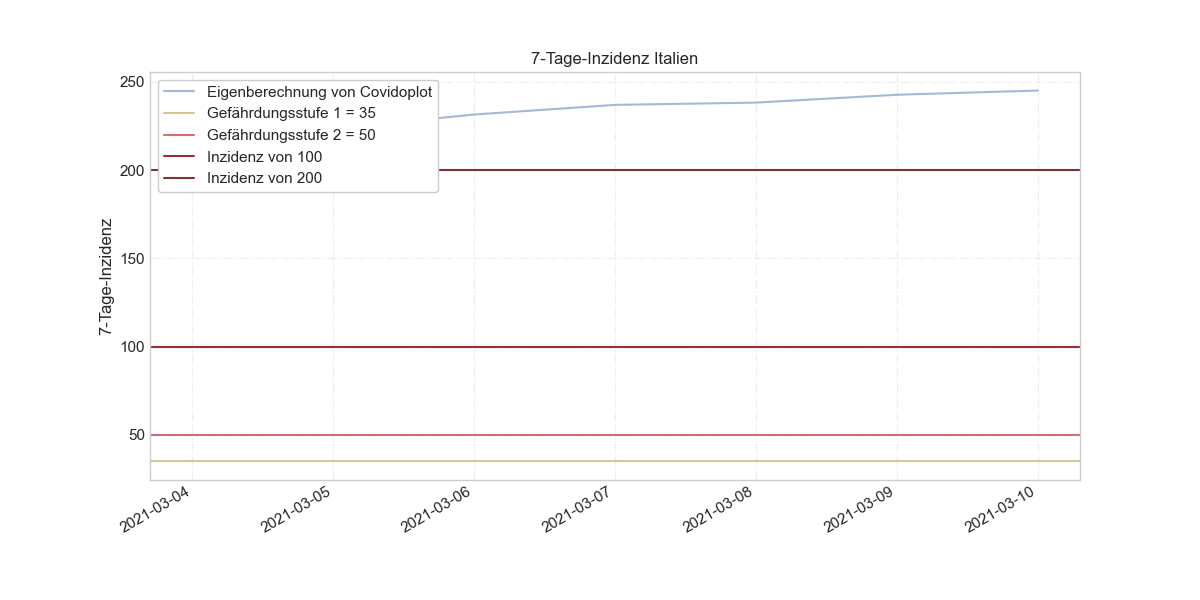 7-Tage-Inzidenz Italien
250
200
150
100
50
7-Tage-Inzidenz
Eigenberechnung von Covidoplot
Gefährdungsstufe 1 = 35
Gefährdungsstufe 2 = 50
Inzidenz von 100
Inzidenz von 200
2021-03-04
2021-03-05
2021-03-06
2021-03-07
2021-03-08
2021-03-09
2021-03-10